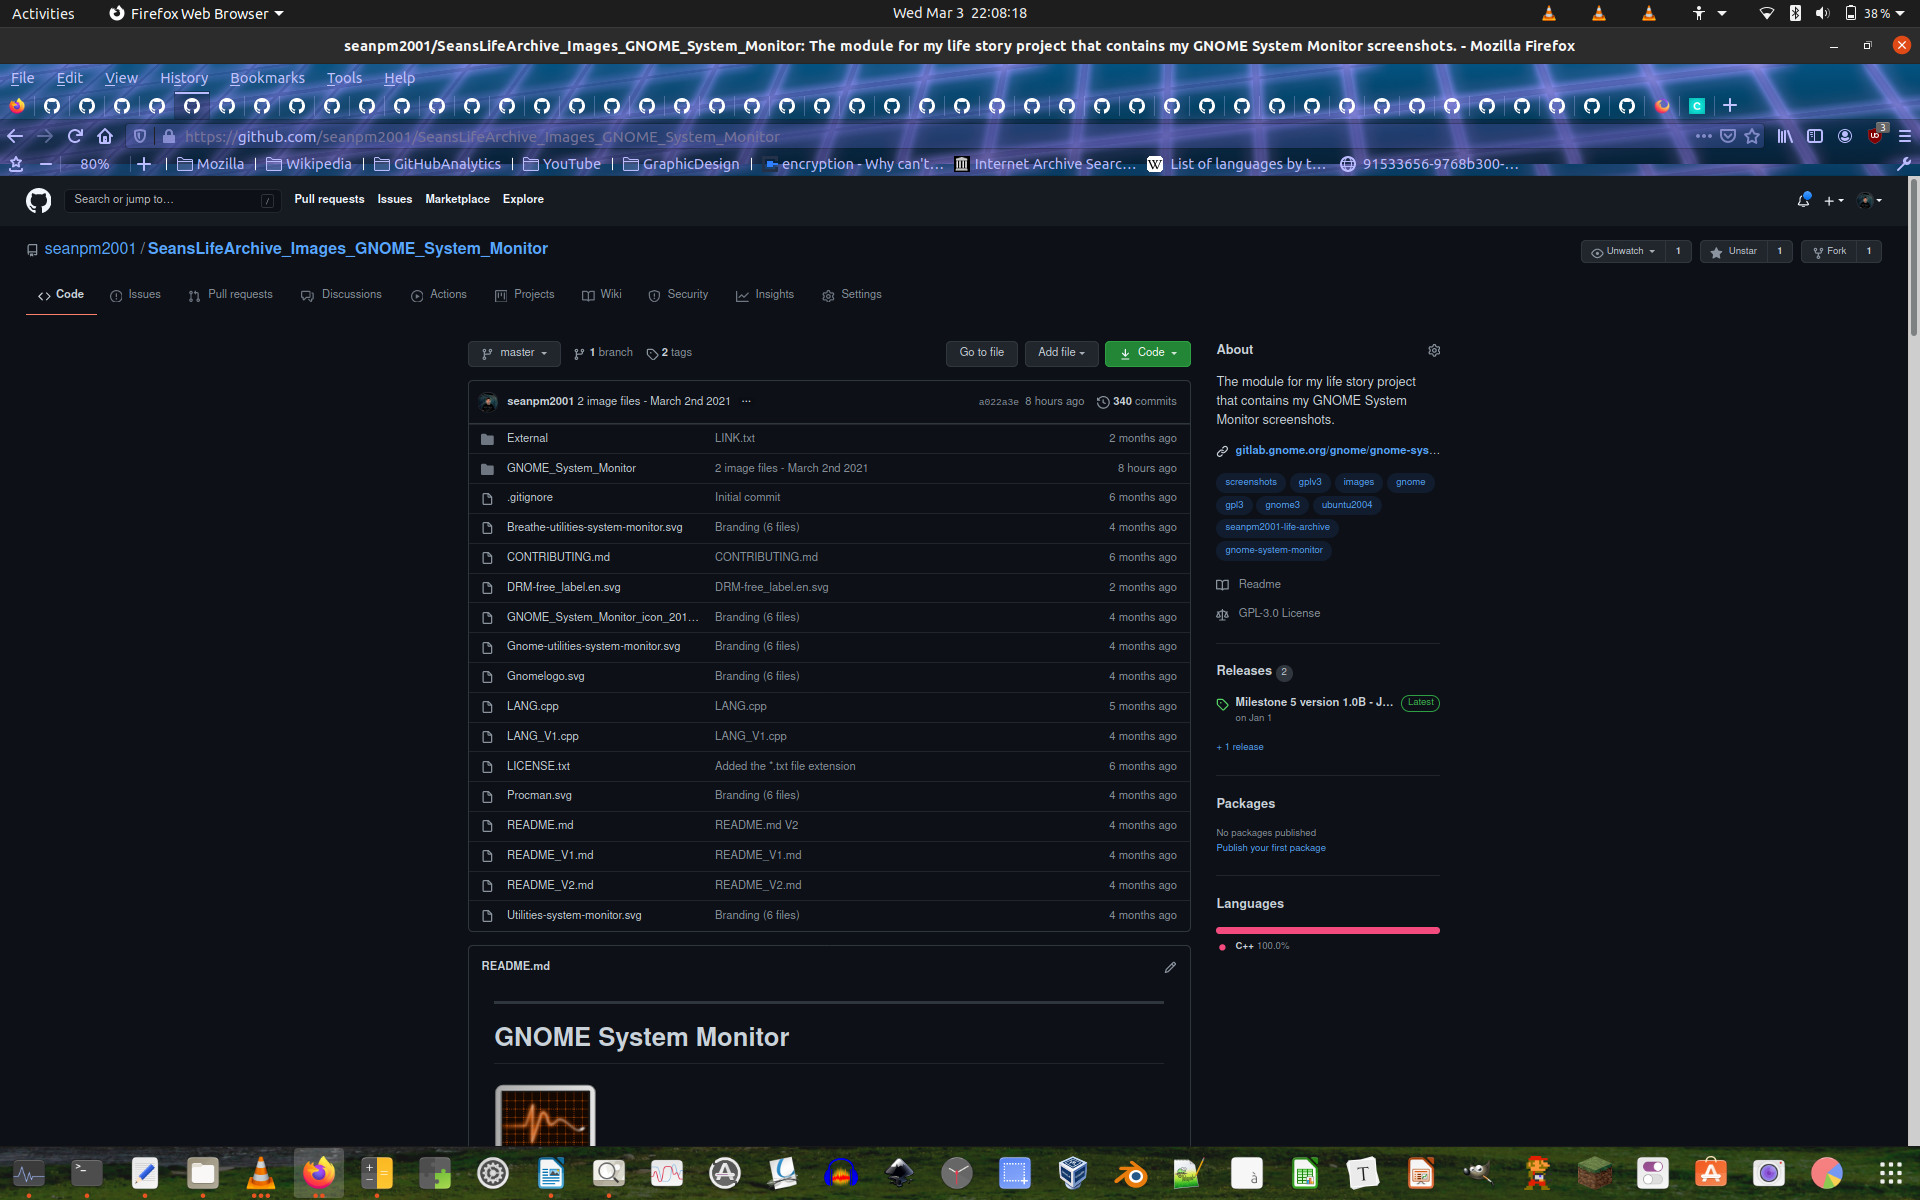 Activities Firefox Web Browser Wed Mar 3 22:08:18 38 %
seanpm2001/SeansLifeArchive_Images_GNOME_System_Monitor: The module for my life story project that contains my GNOME System Monitor screenshots. - Mozilla Firefox
File Edit View History Bookmarks Tools Help
https://github.com/seanpm2001/SeansLifeArchive_Images_GNOME_System_Monitor 3
80% Mozilla Wikipedia GitHubAnalytics YouTube GraphicDesign encryption - Why can't… Internet Archive Searc… List of languages by t… 91533656-9768b300-…
Search or jump to… / Pull requests Issues Marketplace Explore
seanpm2001 / SeansLifeArchive_Images_GNOME_System_Monitor Unwatch 1 Unstar 1 Fork 1
Code Issues Pull requests Discussions Actions Projects Wiki Security Insights Settings
master 1 branch 2 tags Go to file Add file Code
seanpm2001 2 image files - March 2nd 2021 ... a022a3e 8 hours ago 340 commits
External LINK.txt 2 months ago
GNOME_System_Monitor 2 image files - March 2nd 2021 8 hours ago
.gitignore Initial commit 6 months ago
Breathe-utilities-system-monitor.svg Branding (6 files) 4 months ago
CONTRIBUTING.md CONTRIBUTING.md 6 months ago
DRM-free_label.en.svg DRM-free_label.en.svg 2 months ago
GNOME_System_Monitor_icon_201… Branding (6 files) 4 months ago
Gnome-utilities-system-monitor.svg Branding (6 files) 4 months ago
Gnomelogo.svg Branding (6 files) 4 months ago
LANG.cpp LANG.cpp 5 months ago
LANG_V1.cpp LANG_V1.cpp 4 months ago
LICENSE.txt Added the *.txt file extension 6 months ago
Procman.svg Branding (6 files) 4 months ago
README.md README.md V2 4 months ago
README_V1.md README_V1.md 4 months ago
README_V2.md README_V2.md 4 months ago
Utilities-system-monitor.svg Branding (6 files) 4 months ago
README.md
GNOME System Monitor
About
The module for my life story project
that contains my GNOME System
Monitor screenshots.
gitlab.gnome.org/gnome/gnome-sys…
screenshots gplv3 images gnome
gpl3 gnome3 ubuntu2004
seanpm2001-life-archive
gnome-system-monitor
Readme
GPL-3.0 License
Releases 2
Milestone 5 version 1.0B - J… Latest
on Jan 1
+ 1 release
Packages
No packages published
Publish your first package
Languages
C++ 100.0%